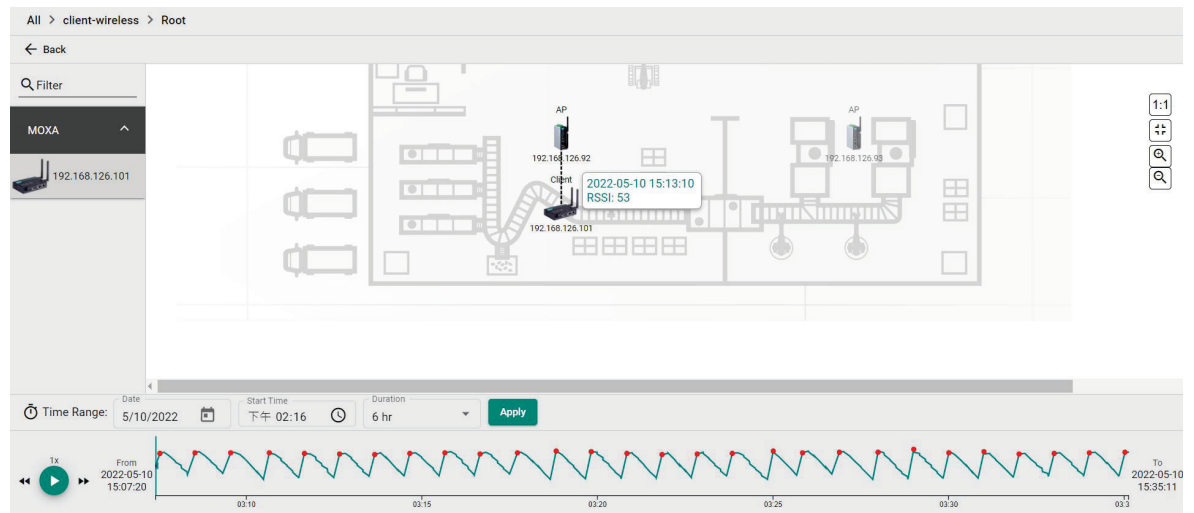 All > client-wireless > Root
Back
Filter
MOXA
192.168.126.101
AP
192.168.126.92
Client
2022-05-10 15:13:10
RSSI: 53
192.168.126.101
AP
192.168.126.93
1:1
Time Range:
Date
5/10/2022
Start Time
下午 02:16
Duration
6 hr
Apply
1x
From
2022-05-10
15:07:20
03:10
03:15
03:20
03:25
03:30
03:3
To
2022-05-10
15:35:11